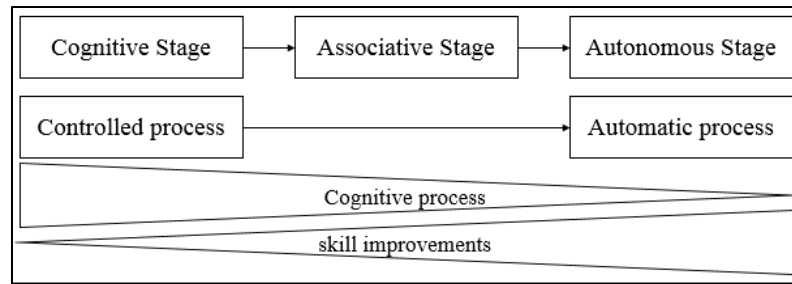 Cognitive Stage
Associative Stage
Autonomous Stage
Controlled process
Automatic process
Cognitive process
skill improvements